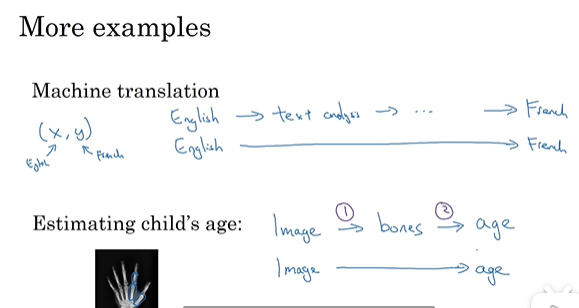 More examples
Machine translation
English → text analysis → ... → French
(x, y)
English → French
English French
Estimating child's age:
Image ① → bones ② → age
Image → age